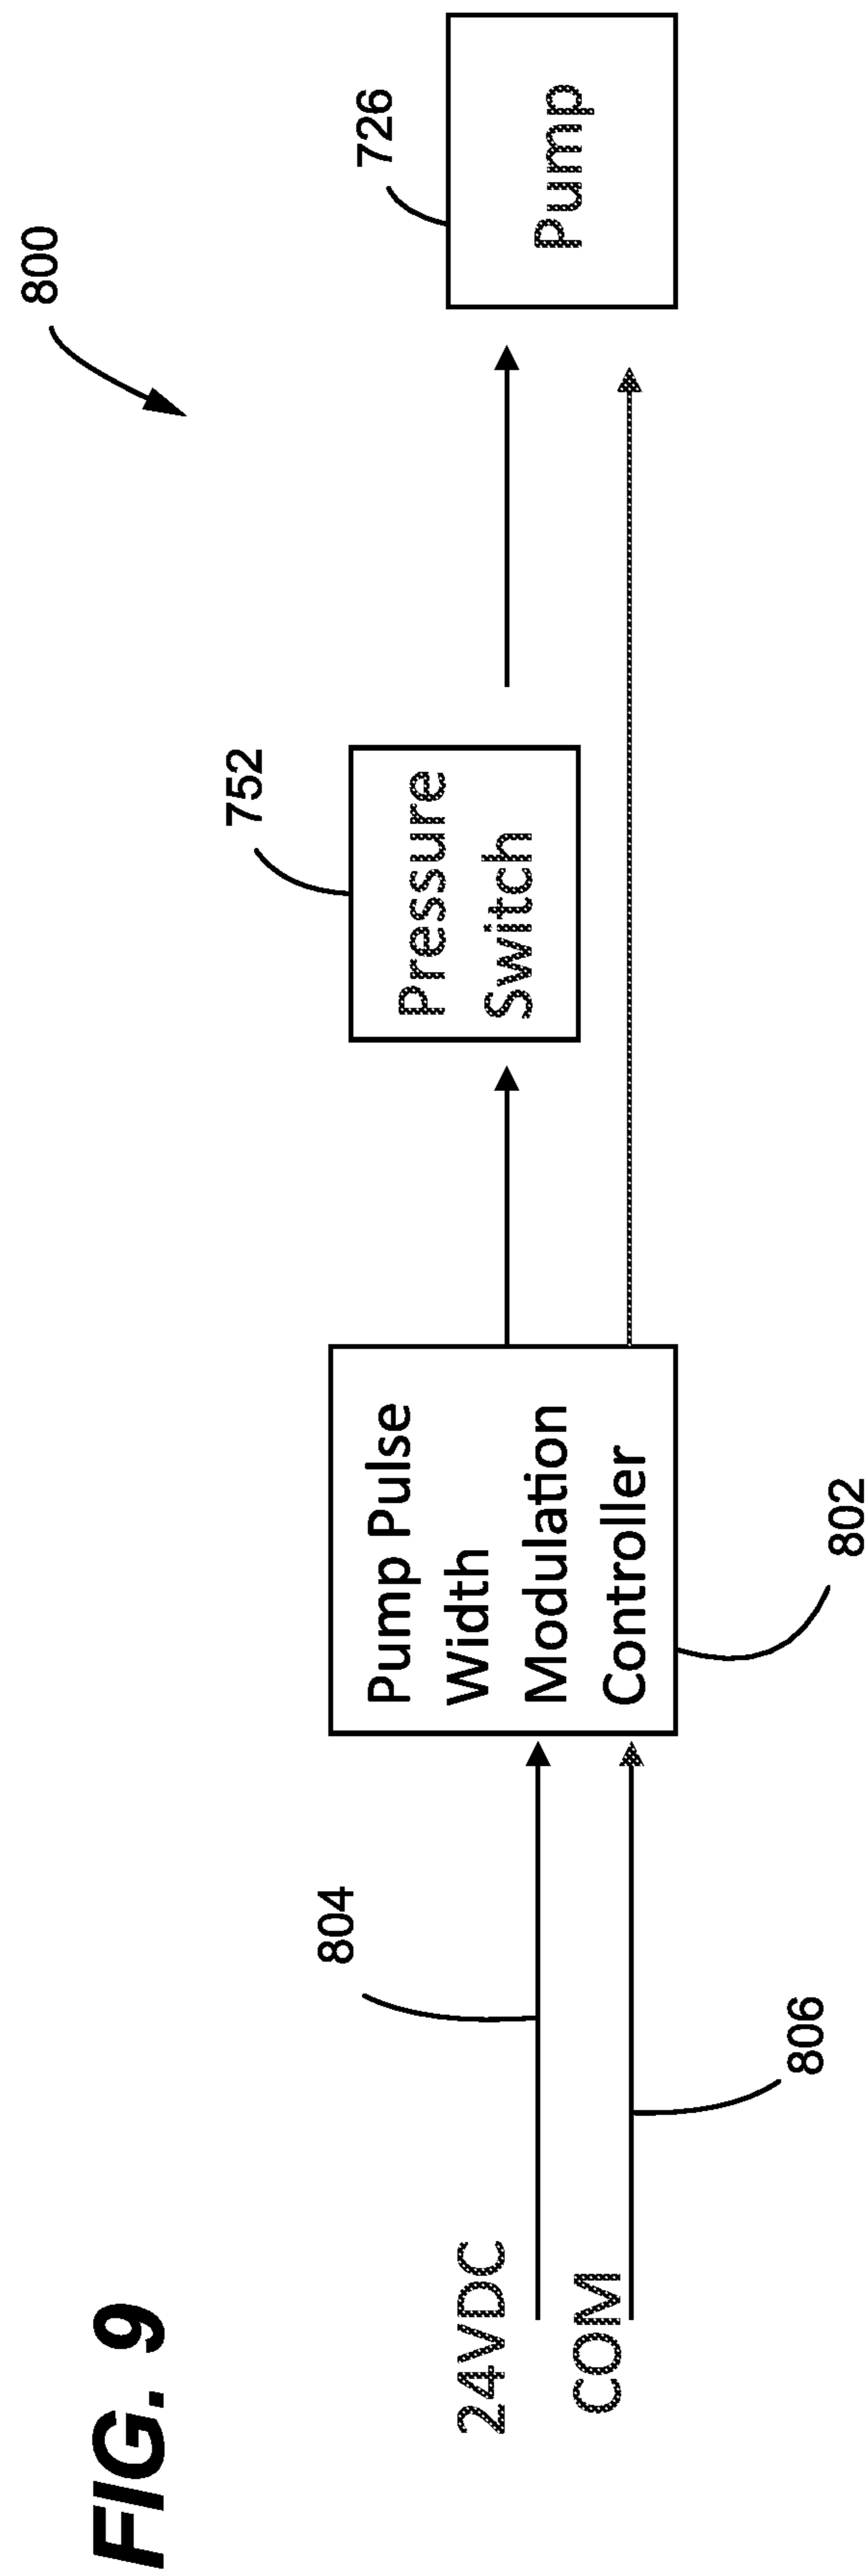 FIG. 9
800
24VDC
COM
804
806
Pump Pulse
Width
Modulation
Controller
802
752
Pressure
Switch
726
Pump